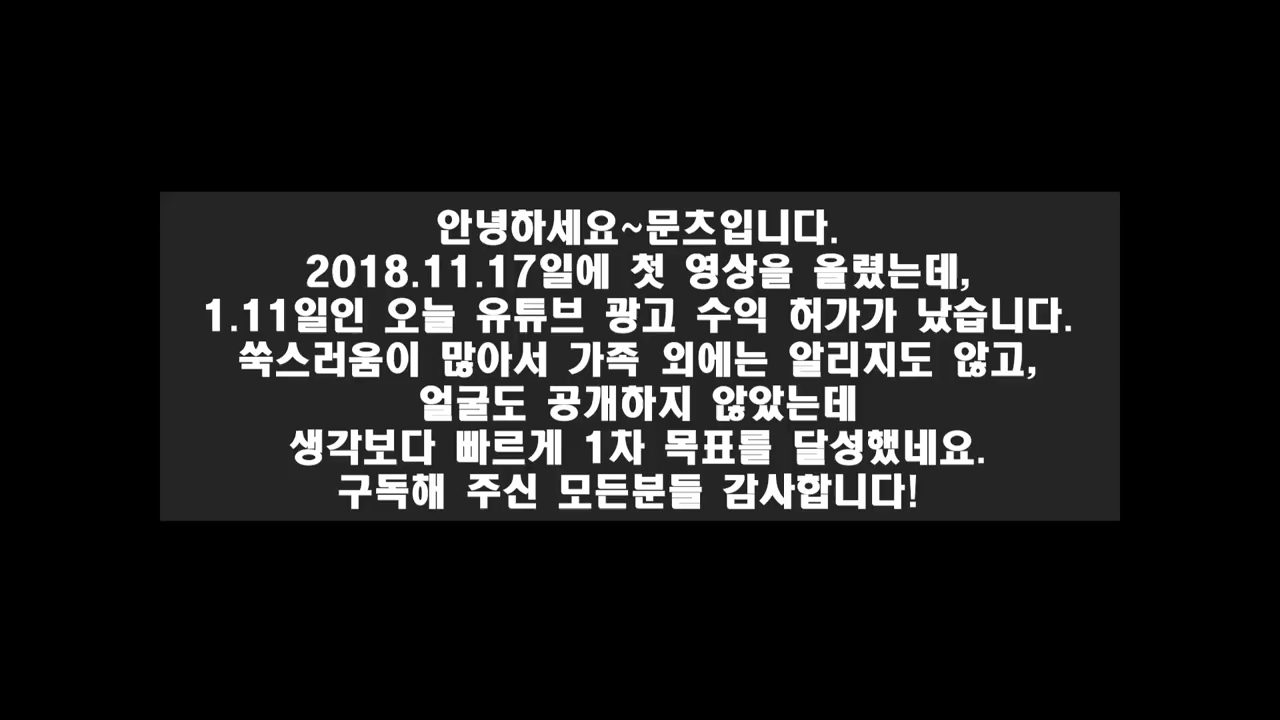 안녕하세요~문츠입니다.
2018.11.17일에 첫 영상을 올렸는데,
1.11일인 오늘 유튜브 광고 수익 허가가 났습니다.
쑥스러움이 많아서 가족 외에는 알리지도 않고,
얼굴도 공개하지 않았는데
생각보다 빠르게 1차 목표를 달성했네요.
구독해 주신 모든분들 감사합니다!